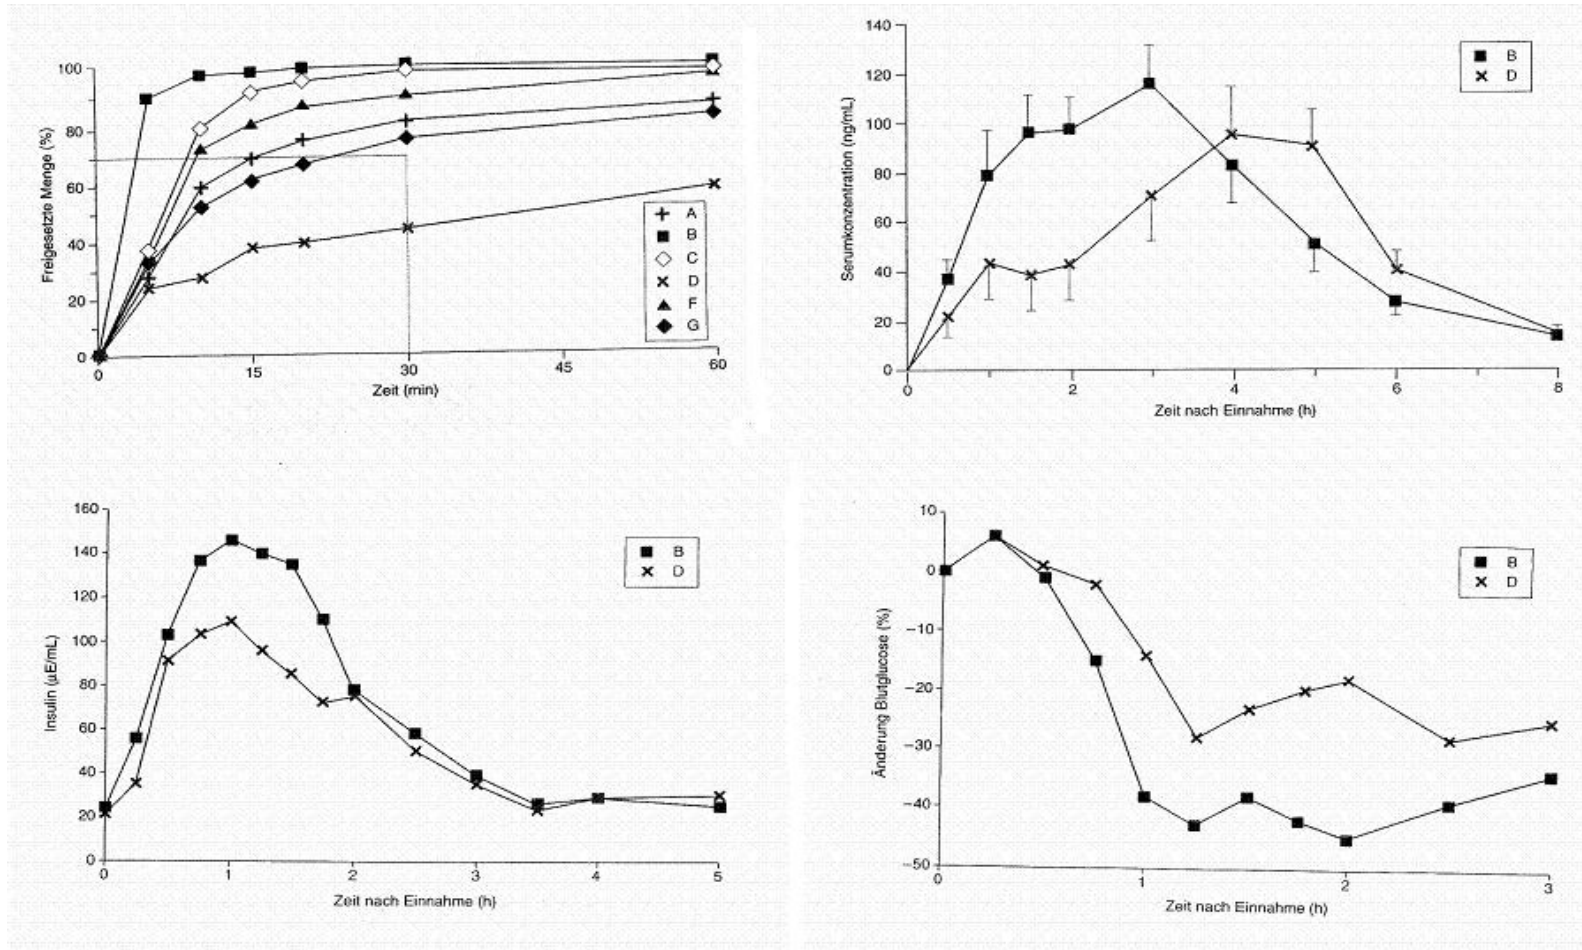 Freigesetzte Menge (%)
100
80
60
40
20
0
0
15
30
45
60
Zeit (min)
A
B
C
D
F
G
Serumkonzentration (ng/mL)
140
120
100
80
60
40
20
0
0
2
4
6
8
Zeit nach Einnahme (h)
B
D
Insulin (µE/mL)
160
140
120
100
80
60
40
20
0
0
1
2
3
4
5
Zeit nach Einnahme (h)
B
D
Änderung Blutglucose (%)
10
0
−10
−20
−30
−40
−50
0
1
2
3
Zeit nach Einnahme (h)
B
D